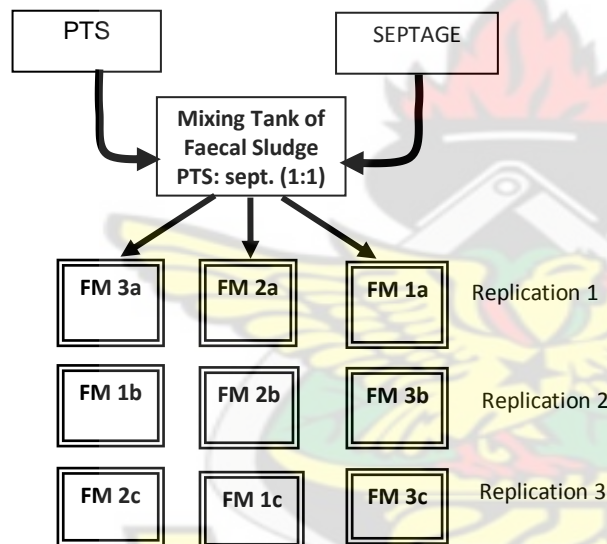 PTS
SEPTAGE
Mixing Tank of
Faecal Sludge
PTS: sept. (1:1)
FM 3a
FM 2a
FM 1a
Replication 1
FM 1b
FM 2b
FM 3b
Replication 2
FM 2c
FM 1c
FM 3c
Replication 3